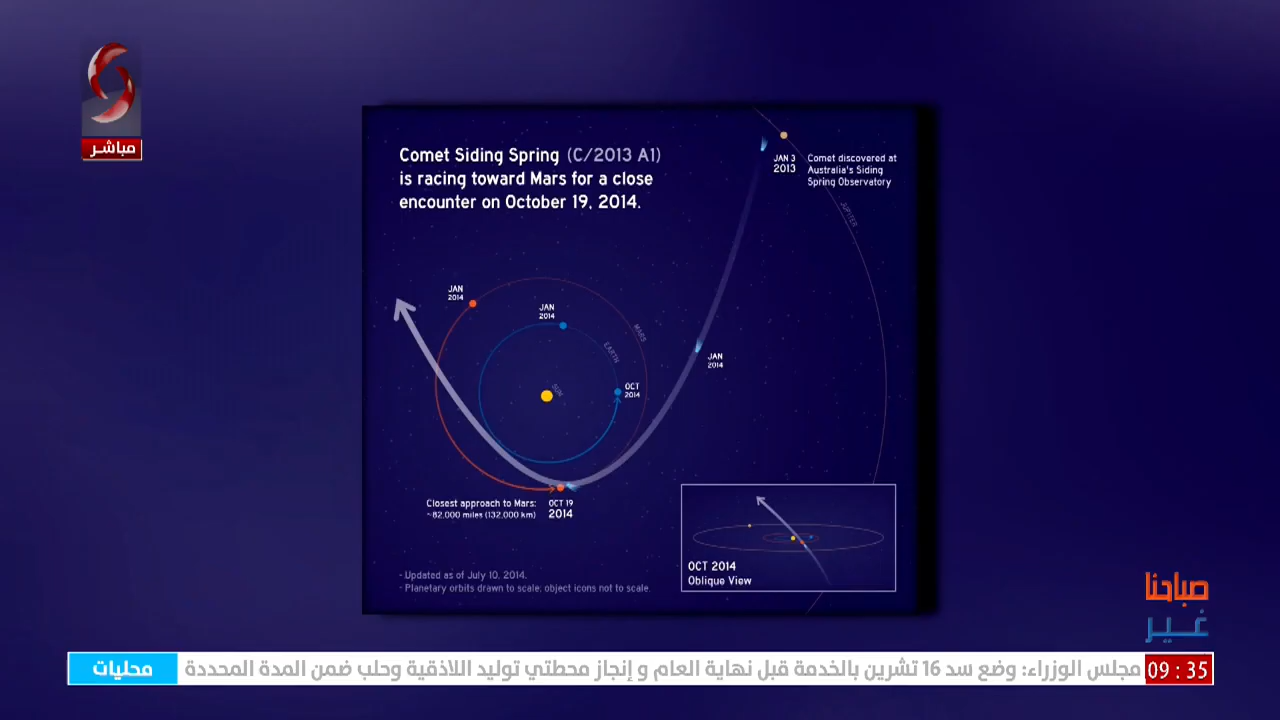 مباشر
Comet Siding Spring (C/2013 A1)
is racing toward Mars for a close
encounter on October 19, 2014.
JAN 3
2013
Comet discovered at
Australia's Siding
Spring Observatory
JUPITER
JAN
2014
JAN
2014
MARS
EARTH
SUN
OCT
2014
JAN
2014
Closest approach to Mars:
~82,000 miles (132,000 km)
OCT 19
2014
OCT 2014
Oblique View
- Updated as of July 10, 2014.
- Planetary orbits drawn to scale; object icons not to scale.
صباحنا
غير
09 : 35
مجلس الوزراء: وضع سد 16 تشرين بالخدمة قبل نهاية العام و إنجاز محطتي توليد اللاذقية وحلب ضمن المدة المحددة
محليات